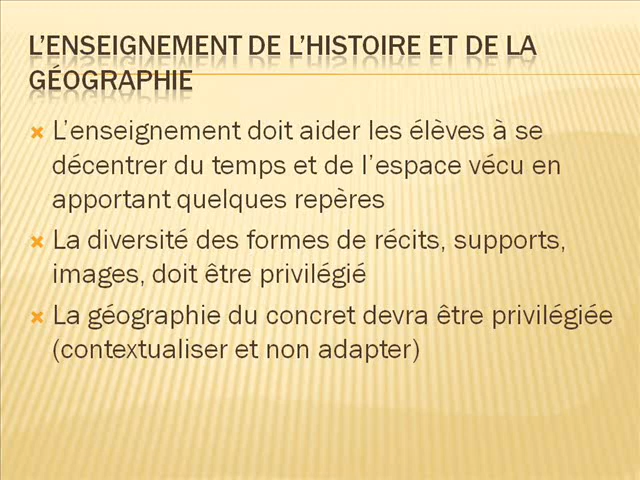 L'ENSEIGNEMENT DE L'HISTOIRE ET DE LA
GÉOGRAPHIE
L'enseignement doit aider les élèves à se
décentrer du temps et de l'espace vécu en
apportant quelques repères
La diversité des formes de récits, supports,
images, doit être privilégié
La géographie du concret devra être privilégiée
(contextualiser et non adapter)